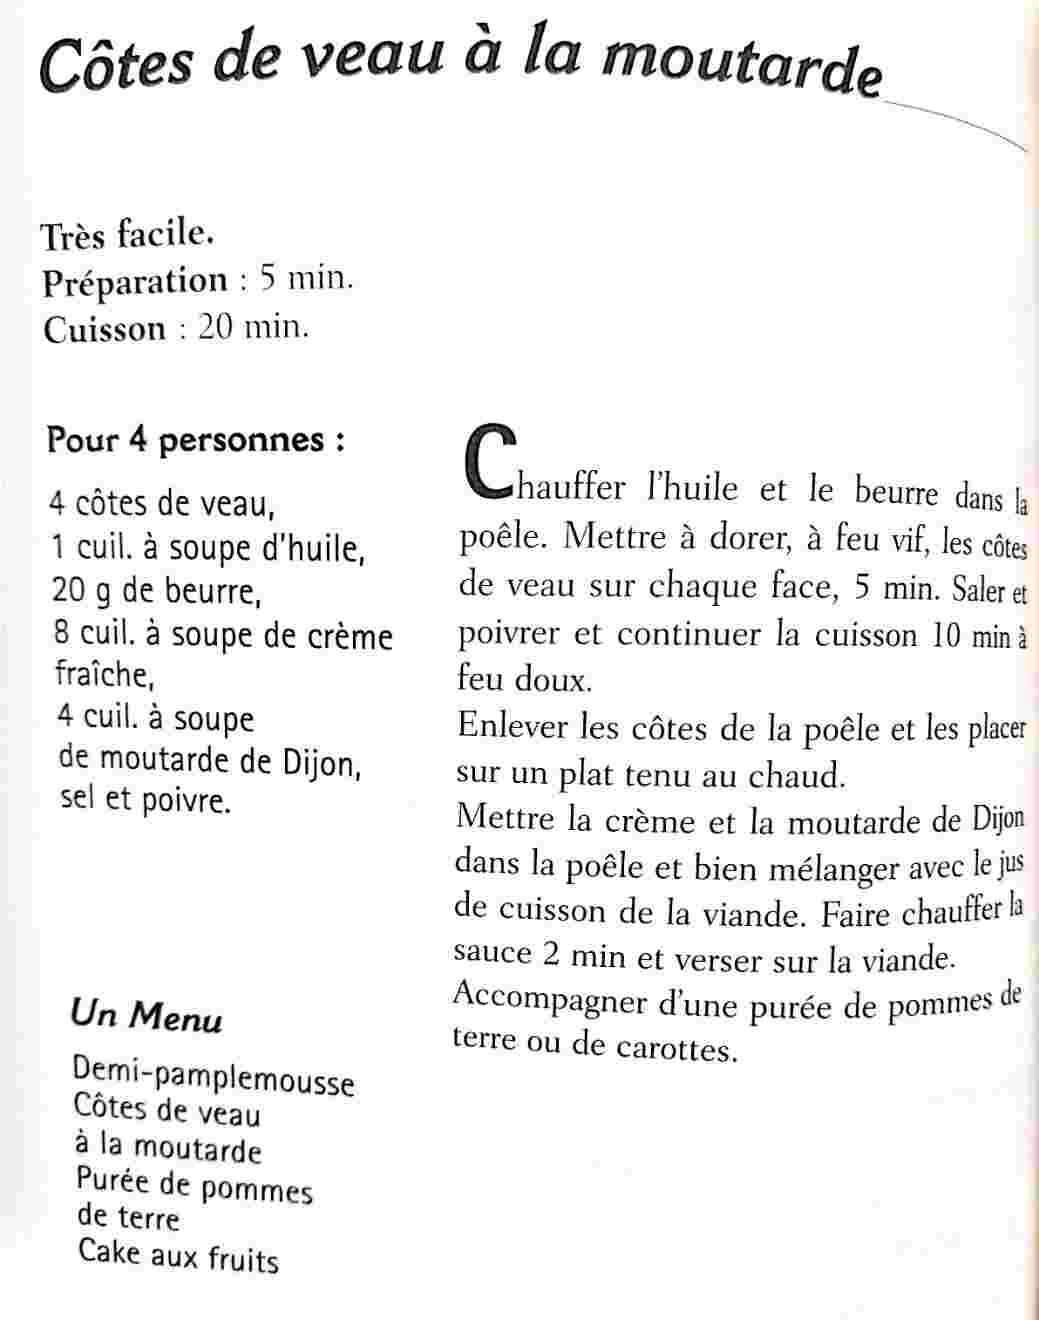 Côtes de veau à la moutarde
Très facile.
Préparation : 5 min.
Cuisson : 20 min.
Pour 4 personnes :
4 côtes de veau,
1 cuil. à soupe d'huile,
20 g de beurre,
8 cuil. à soupe de crème
fraîche,
4 cuil. à soupe
de moutarde de Dijon,
sel et poivre.
Chauffer l'huile et le beurre dans la
poêle. Mettre à dorer, à feu vif, les côtes
de veau sur chaque face, 5 min. Saler et
poivrer et continuer la cuisson 10 min à
feu doux.
Enlever les côtes de la poêle et les placer
sur un plat tenu au chaud.
Mettre la crème et la moutarde de Dijon
dans la poêle et bien mélanger avec le jus
de cuisson de la viande. Faire chauffer la
sauce 2 min et verser sur la viande.
Accompagner d'une purée de pommes de
terre ou de carottes.
Un Menu
Demi-pamplemousse
Côtes de veau
à la moutarde
Purée de pommes
de terre
Cake aux fruits